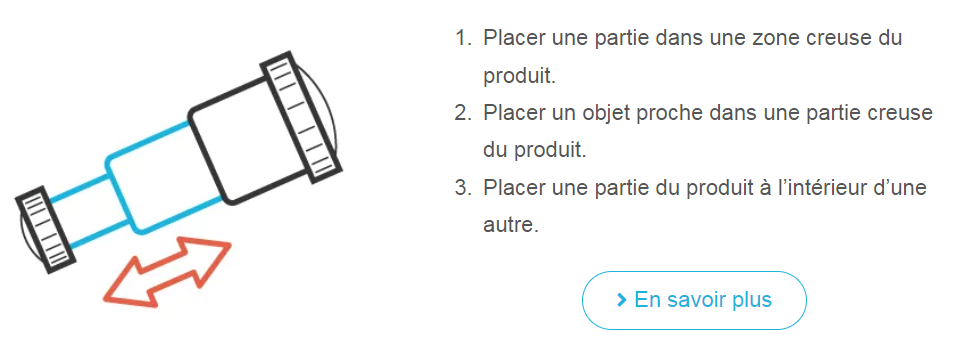 1. Placer une partie dans une zone creuse du
produit.
2. Placer un objet proche dans une partie creuse
du produit.
3. Placer une partie du produit à l’intérieur d’une
autre.
En savoir plus